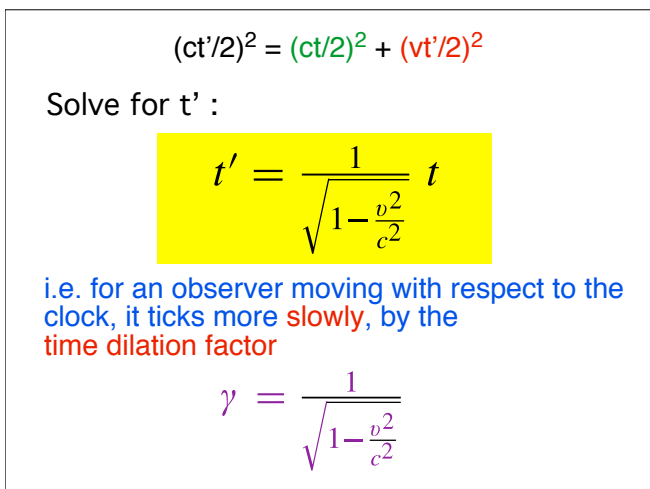 (ct'/2)² = (ct/2)² + (vt'/2)²
Solve for t' :
t′ = 1/√(1−v²/c²) t
i.e. for an observer moving with respect to the
clock, it ticks more slowly, by the
time dilation factor
γ = 1/√(1−v²/c²)